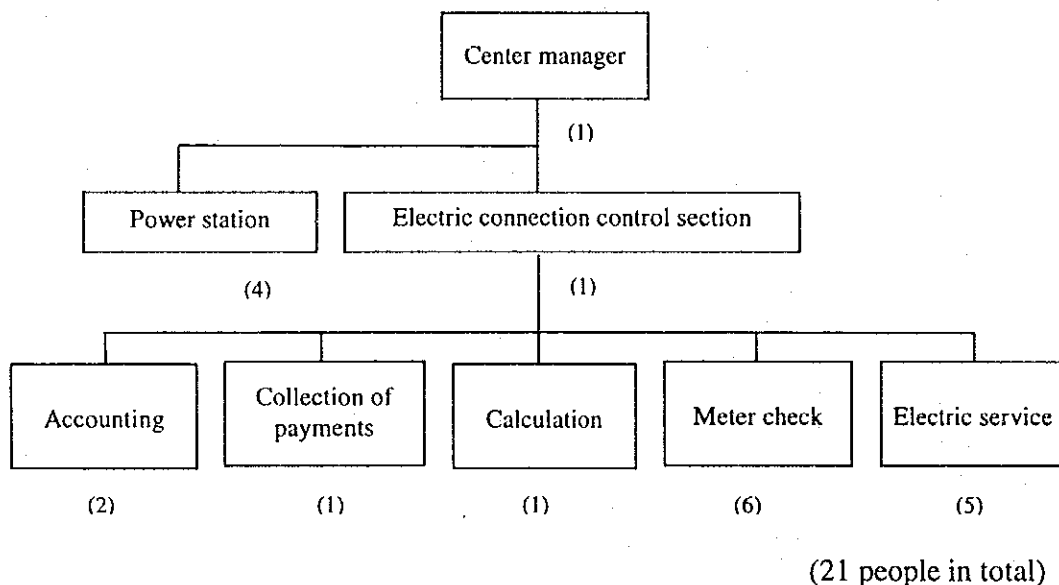 Center manager
(1)
Power station
Electric connection control section
(4)
(1)
Accounting
Collection of
payments
Calculation
Meter check
Electric service
(2)
(1)
(1)
(6)
(5)
(21 people in total)